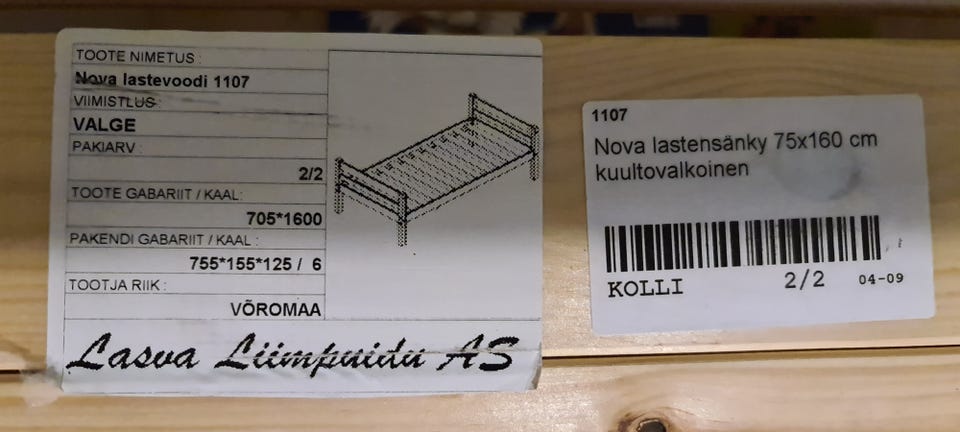 TOOTE NIMETUS :
Nova lastevoodi 1107
VIIMISTLUS:
VALGE
PAKIARV :
2/2
TOOTE GABARIIT / KAAL:
705*1600
PAKENDI GABARIIT / KAAL :
755*155*125 / 6
TOOTJA RIIK :
VÕROMAA
Lasva Liimpuidu AS
1107
Nova lastensänky 75x160 cm
kuultovalkoinen
KOLLI 2/2 04-09